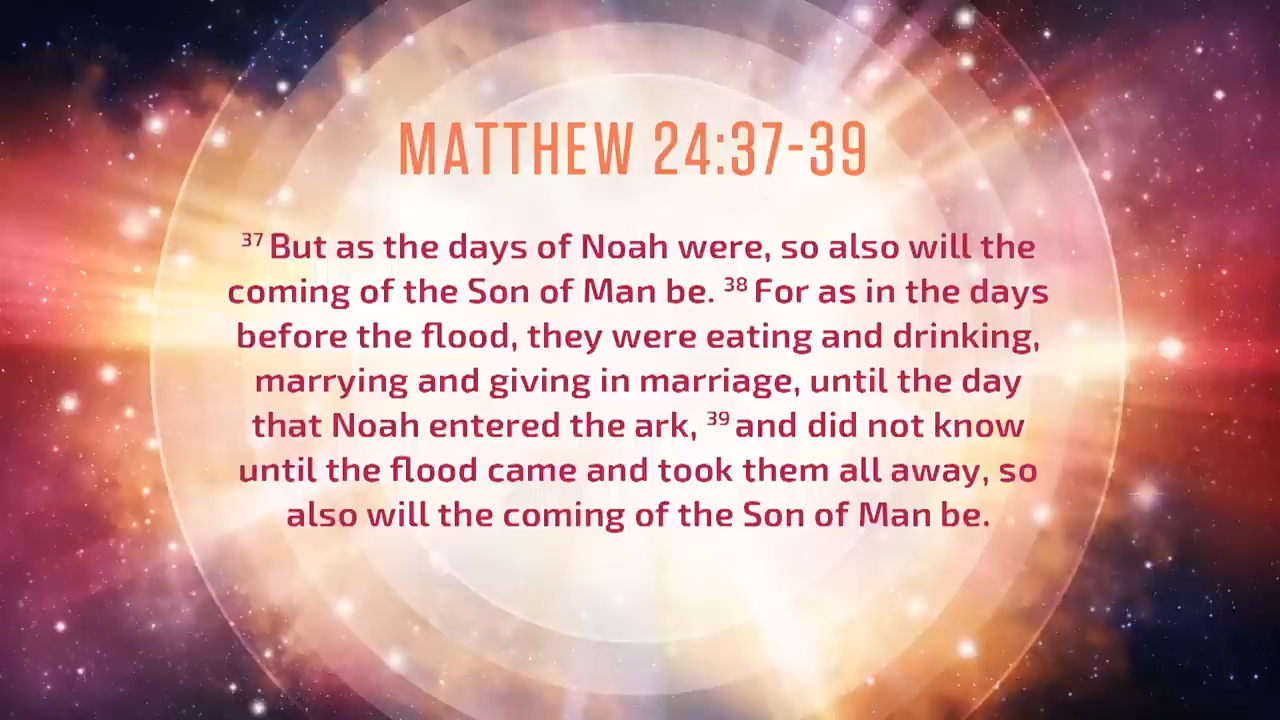 MATTHEW 24:37-39
37 But as the days of Noah were, so also will the
coming of the Son of Man be. 38 For as in the days
before the flood, they were eating and drinking,
marrying and giving in marriage, until the day
that Noah entered the ark, 39 and did not know
until the flood came and took them all away, so
also will the coming of the Son of Man be.